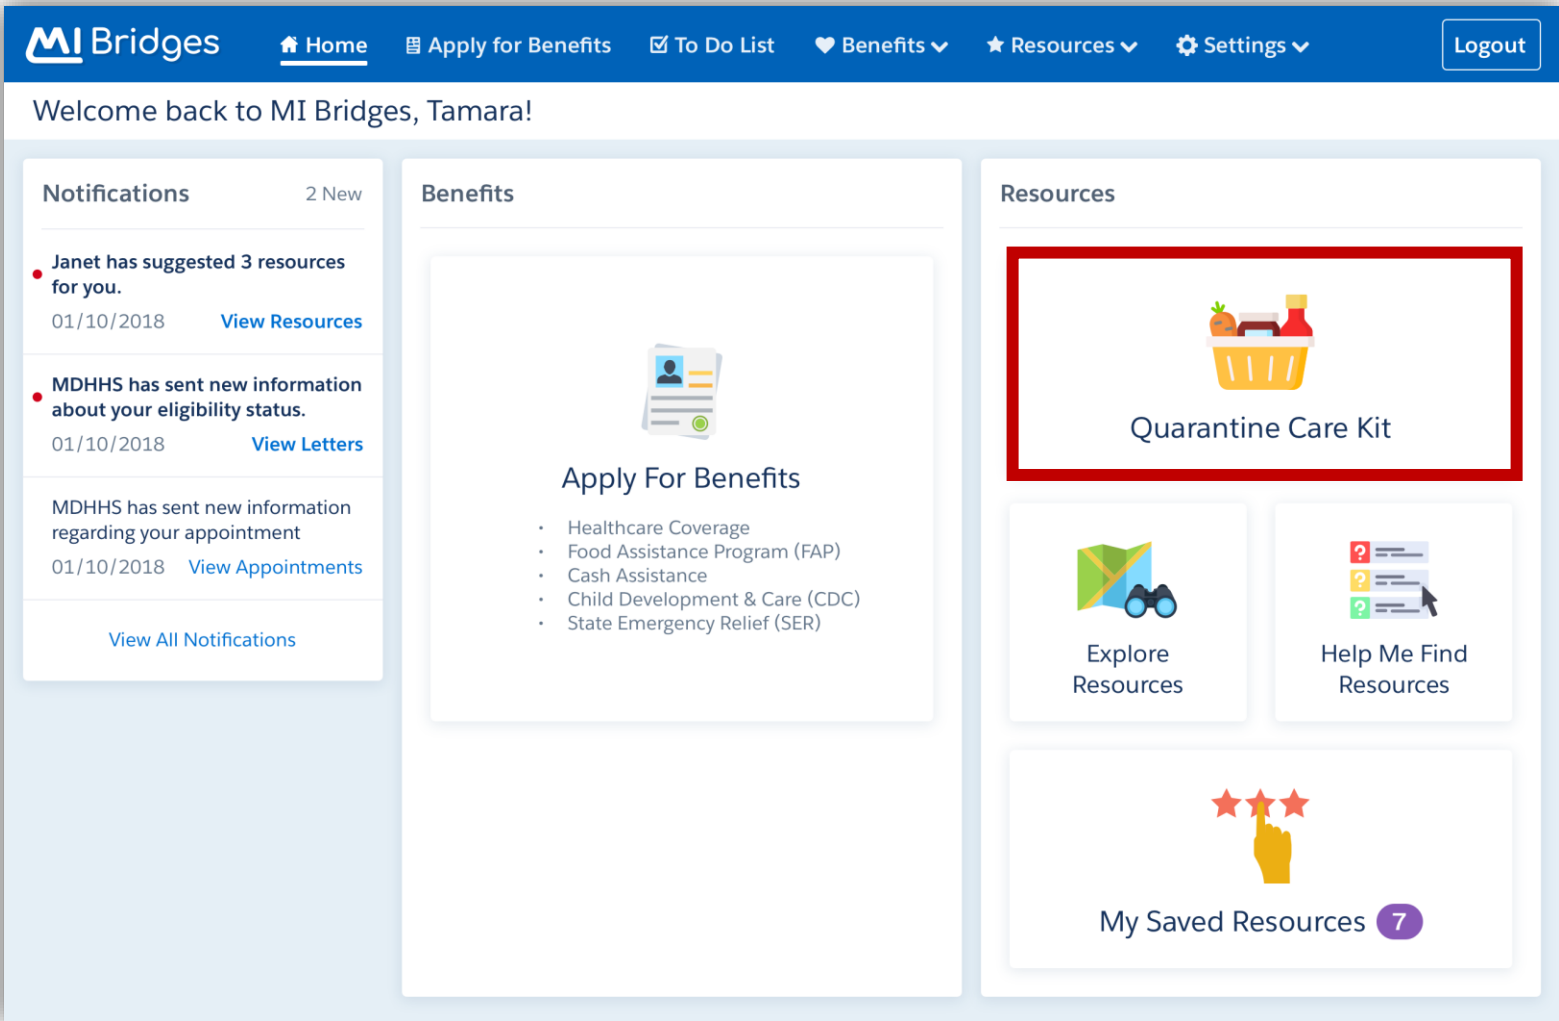 MI Bridges
Home
Apply for Benefits
To Do List
Benefits
Resources
Settings
Logout
Welcome back to MI Bridges, Tamara!
Notifications
2 New
Janet has suggested 3 resources
for you.
01/10/2018
View Resources
MDHHS has sent new information
about your eligibility status.
01/10/2018
View Letters
MDHHS has sent new information
regarding your appointment
01/10/2018
View Appointments
View All Notifications
Benefits
Apply For Benefits
· Healthcare Coverage
· Food Assistance Program (FAP)
· Cash Assistance
· Child Development & Care (CDC)
· State Emergency Relief (SER)
Resources
Quarantine Care Kit
Explore
Resources
?
?
?
Help Me Find
Resources
My Saved Resources 7